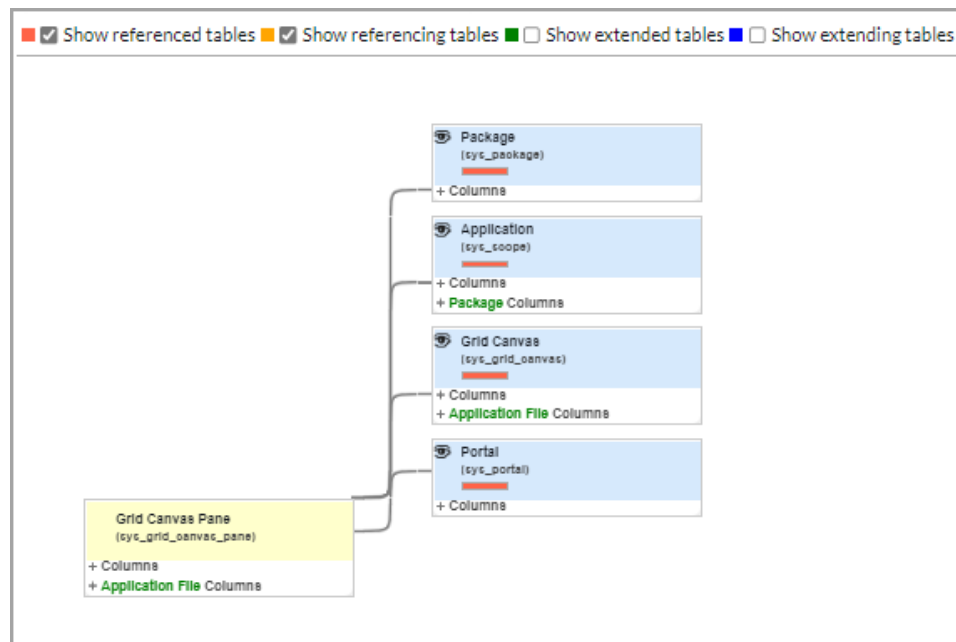 Show referenced tables Show referencing tables Show extended tables Show extending tables
Package
(sys_package)
+ Columns
Application
(sys_scope)
+ Columns
+ Package Columns
Grid Canvas
(sys_grid_canvas)
+ Columns
+ Application File Columns
Portal
(sys_portal)
+ Columns
Grid Canvas Pane
(sys_grid_canvas_pane)
+ Columns
+ Application File Columns